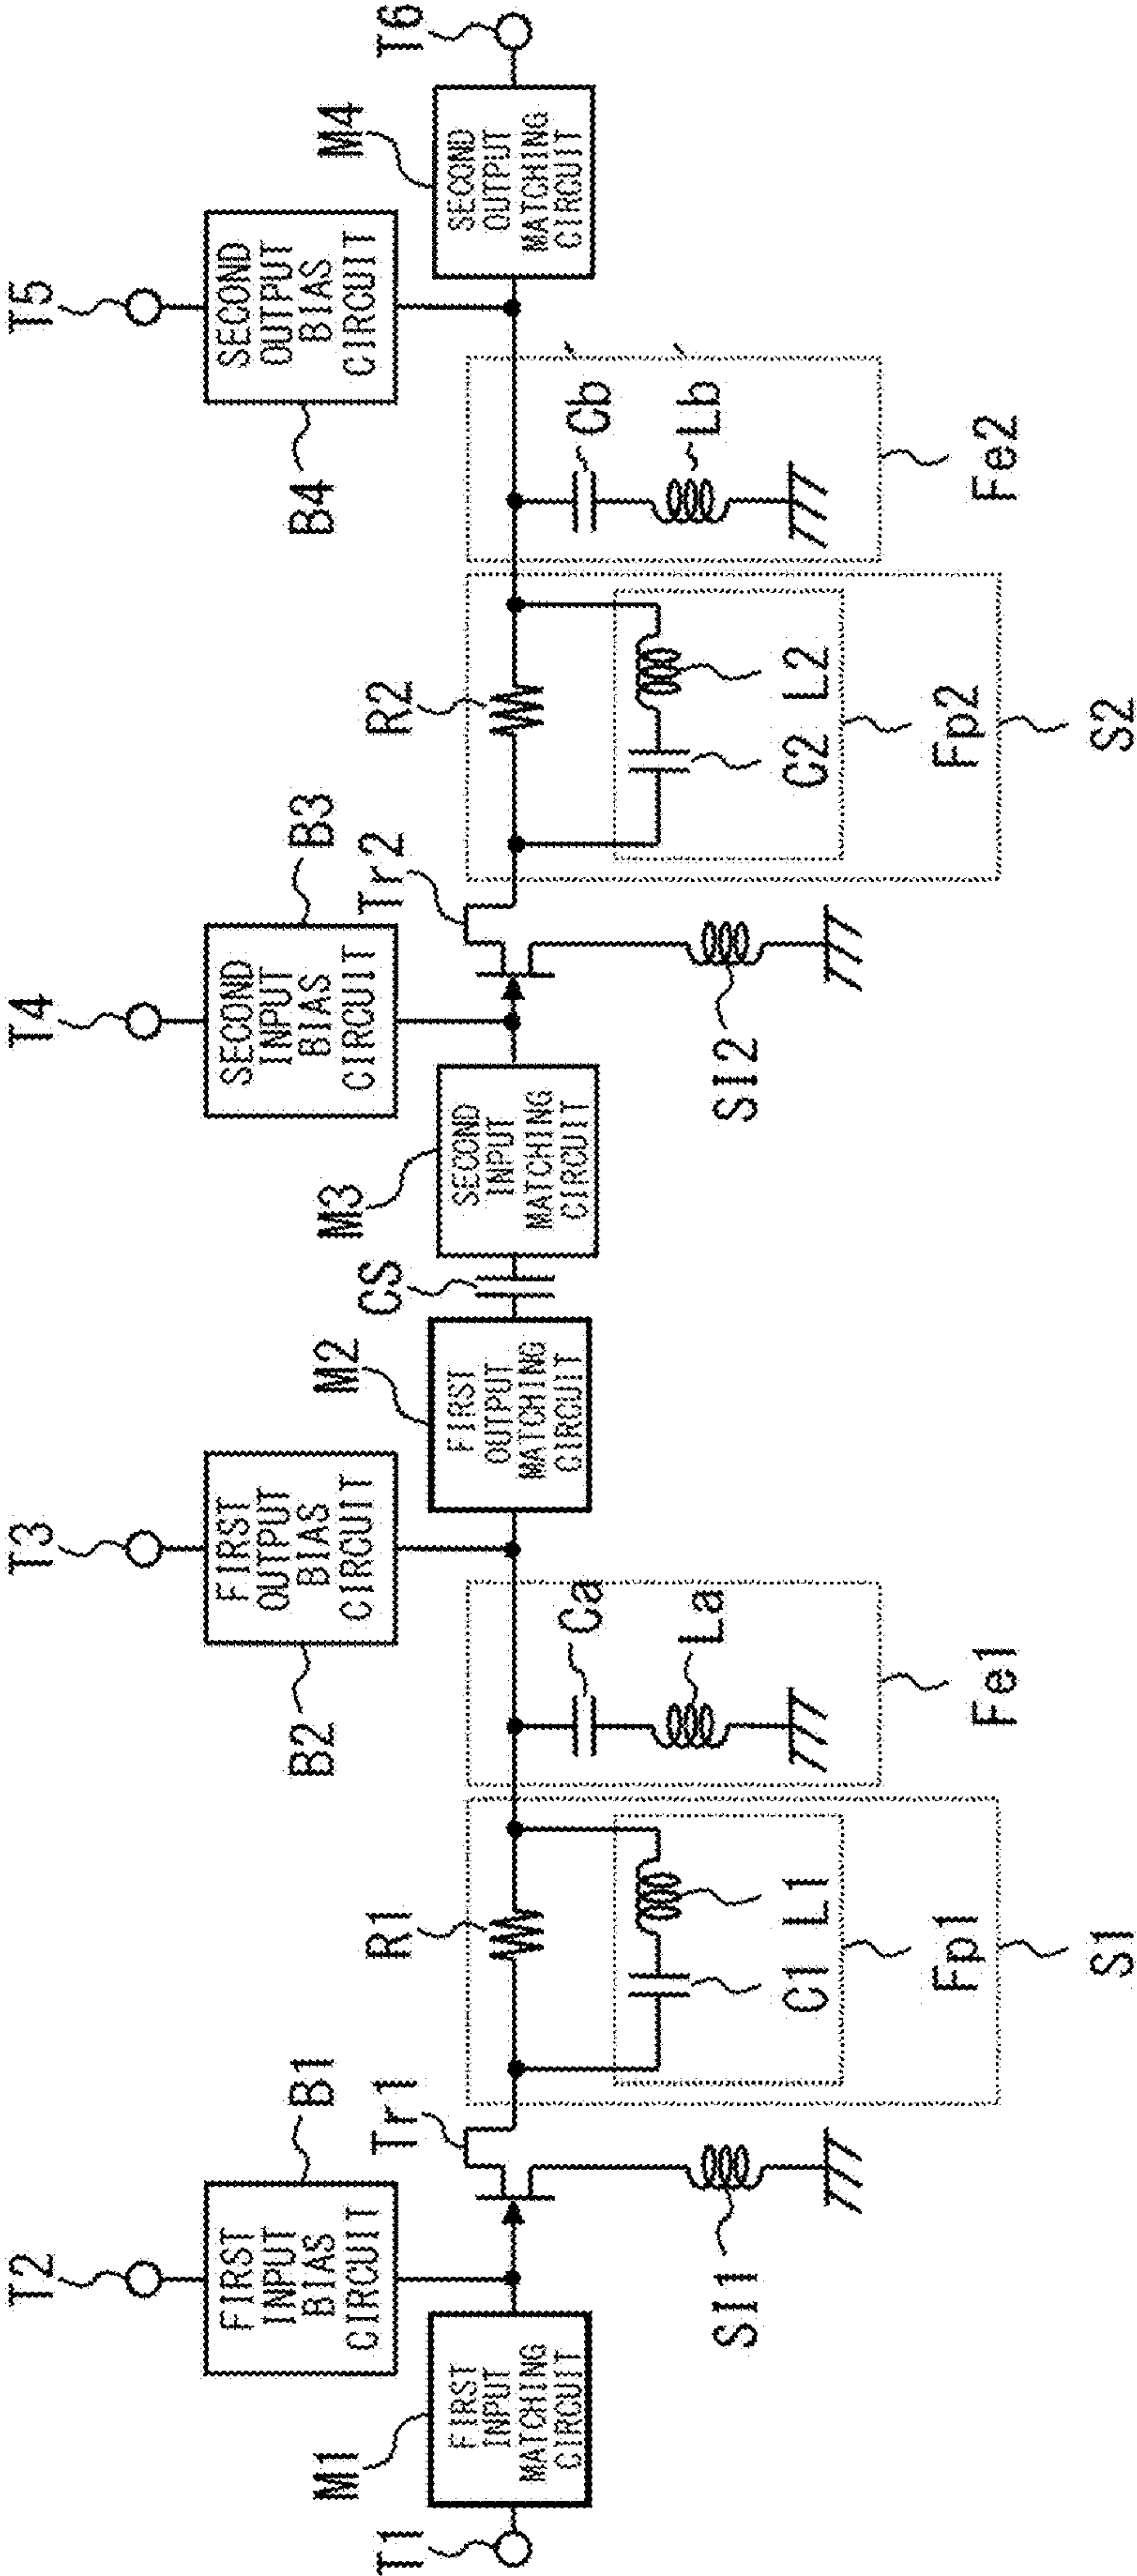 T2
T3
T4
T5
FIRST
INPUT
BIAS
CIRCUIT
B1
FIRST
OUTPUT
BIAS
CIRCUIT
B2
SECOND
INPUT
BIAS
CIRCUIT
B3
SECOND
OUTPUT
BIAS
CIRCUIT
B4
T1
M1
FIRST
INPUT
MATCHING
CIRCUIT
Tr1
R1
M2
FIRST
OUTPUT
MATCHING
CIRCUIT
CS
M3
SECOND
INPUT
MATCHING
CIRCUIT
Tr2
R2
M4
SECOND
OUTPUT
MATCHING
CIRCUIT
T6
SI1
C1
L1
Ca
La
SI2
C2
L2
Cb
Lb
Fp1
Fe1
Fp2
Fe2
S1
S2